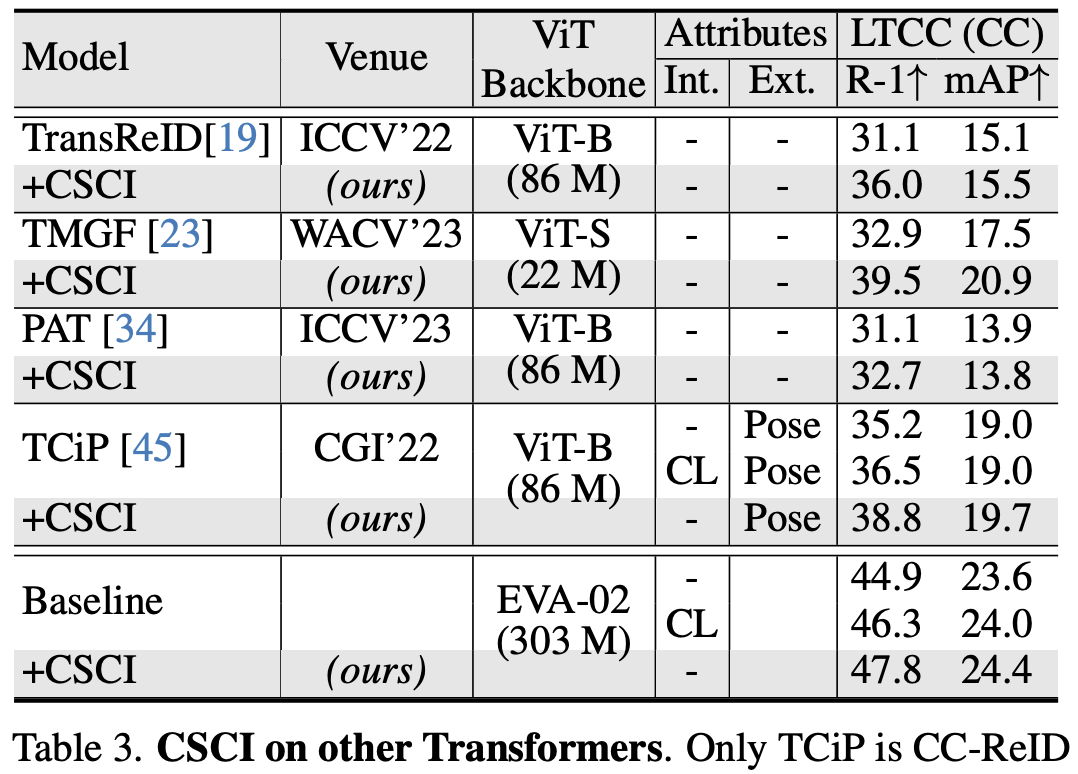 Model Venue ViT Backbone Attributes LTCC (CC)
Int. Ext. R-1↑ mAP↑
TransReID[19] ICCV’22 ViT-B (86 M) - - 31.1 15.1
+CSCI (ours) - - 36.0 15.5
TMGF [23] WACV’23 ViT-S (22 M) - - 32.9 17.5
+CSCI (ours) - - 39.5 20.9
PAT [34] ICCV’23 ViT-B (86 M) - - 31.1 13.9
+CSCI (ours) - - 32.7 13.8
TCiP [45] CGI’22 ViT-B (86 M) - Pose 35.2 19.0
CL Pose 36.5 19.0
+CSCI (ours) - Pose 38.8 19.7
Baseline EVA-02 (303 M) - 44.9 23.6
CL 46.3 24.0
+CSCI (ours) - 47.8 24.4
Table 3. CSCI on other Transformers. Only TCiP is CC-ReID